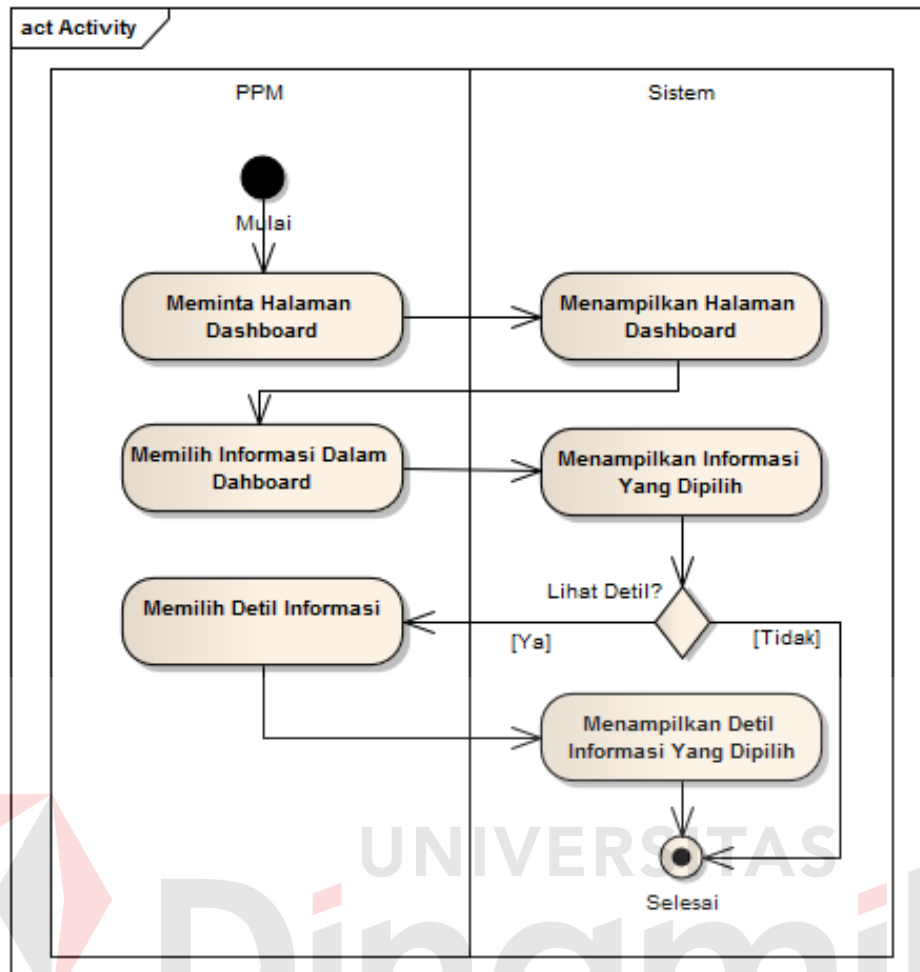 act Activity
PPM
Sistem
Mulai
Meminta Halaman
Dashboard
Menampilkan Halaman
Dashboard
Memilih Informasi Dalam
Dahboard
Menampilkan Informasi
Yang Dipilih
Lihat Detil?
Memilih Detil Informasi
[Ya]
[Tidak]
Menampilkan Detil
Informasi Yang Dipilih
UNIVERSITAS
Selesai